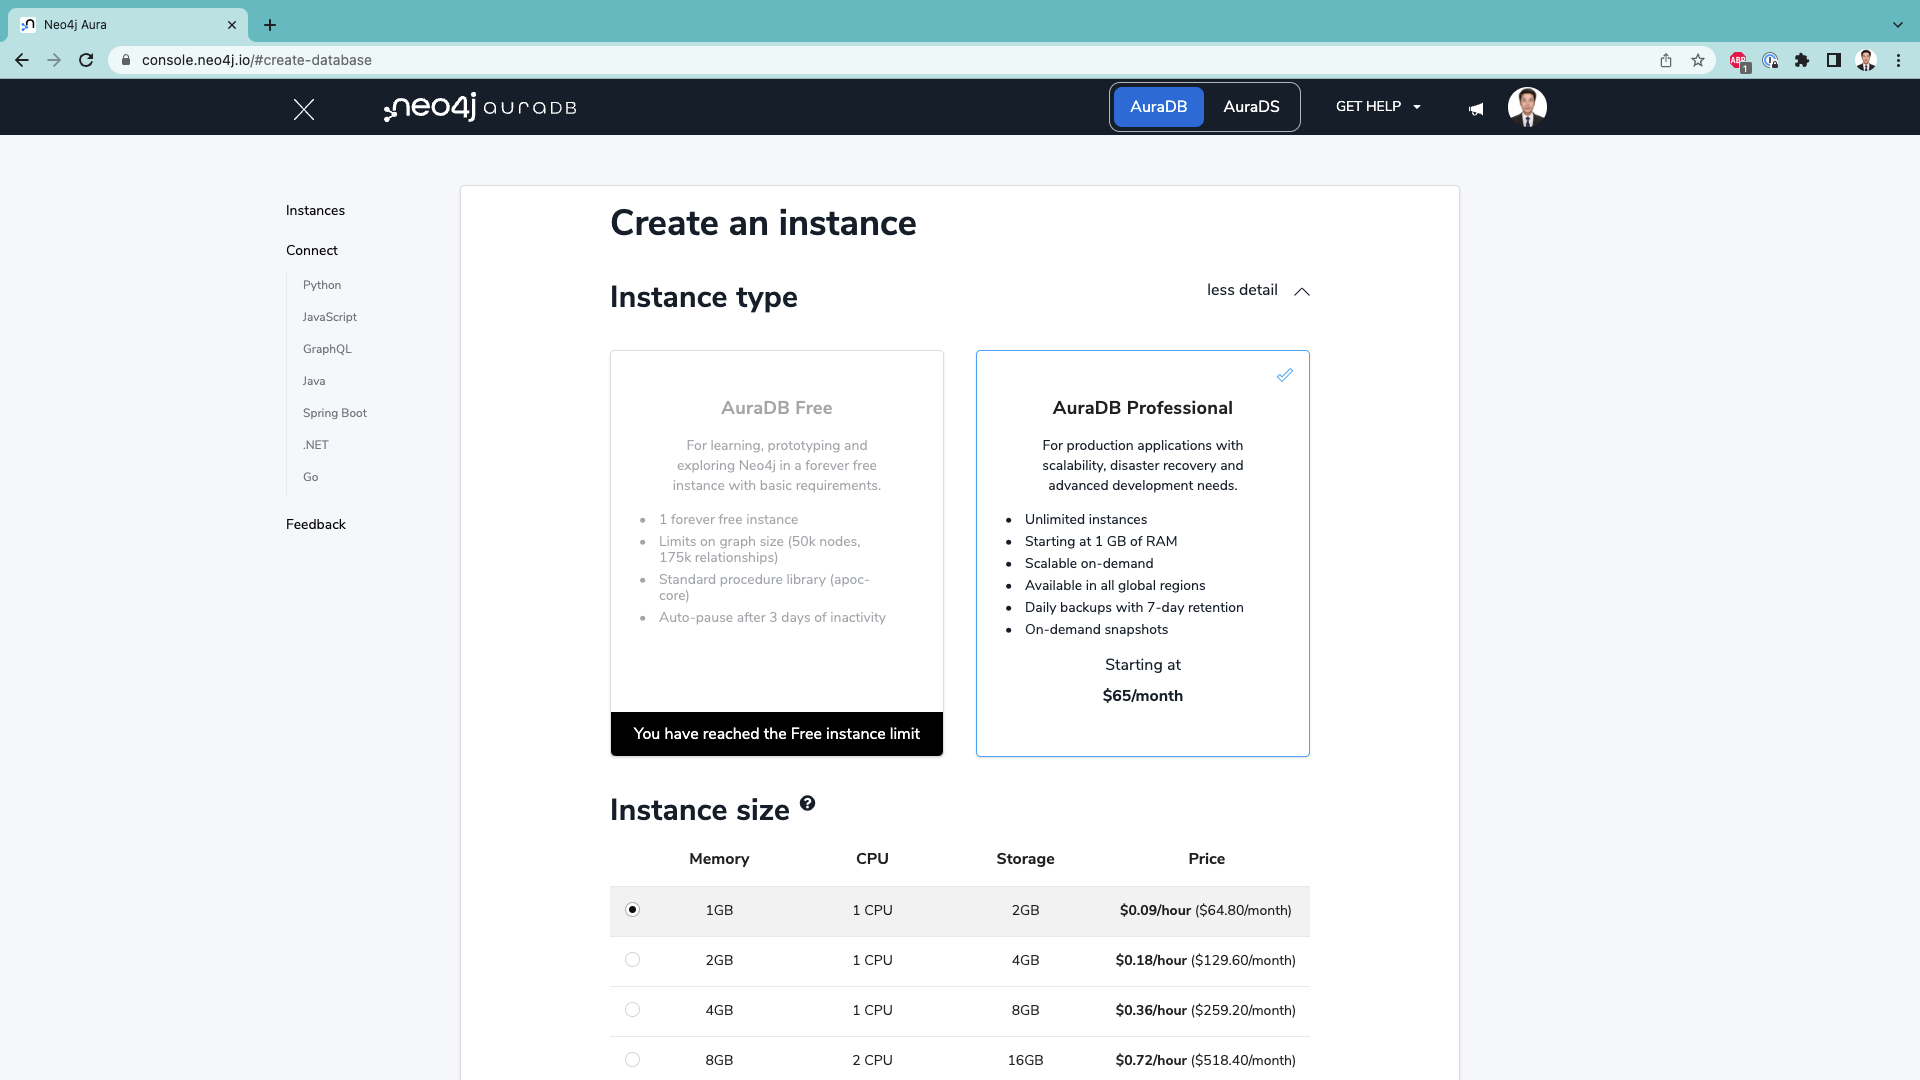 Neo4j Aura
console.neo4j.io/#create-database
ABP
1
neo4j auraDB
AuraDB
AuraDS
GET HELP
Instances
Connect
Python
JavaScript
GraphQL
Java
Spring Boot
.NET
Go
Feedback
Create an instance
Instance type
less detail
AuraDB Free
For learning, prototyping and
exploring Neo4j in a forever free
instance with basic requirements.
• 1 forever free instance
• Limits on graph size (50k nodes,
175k relationships)
• Standard procedure library (apoc-
core)
• Auto-pause after 3 days of inactivity
You have reached the Free instance limit
AuraDB Professional
For production applications with
scalability, disaster recovery and
advanced development needs.
• Unlimited instances
• Starting at 1 GB of RAM
• Scalable on-demand
• Available in all global regions
• Daily backups with 7-day retention
• On-demand snapshots
Starting at
$65/month
Instance size ?
Memory CPU Storage Price
1GB 1 CPU 2GB $0.09/hour ($64.80/month)
2GB 1 CPU 4GB $0.18/hour ($129.60/month)
4GB 1 CPU 8GB $0.36/hour ($259.20/month)
8GB 2 CPU 16GB $0.72/hour ($518.40/month)